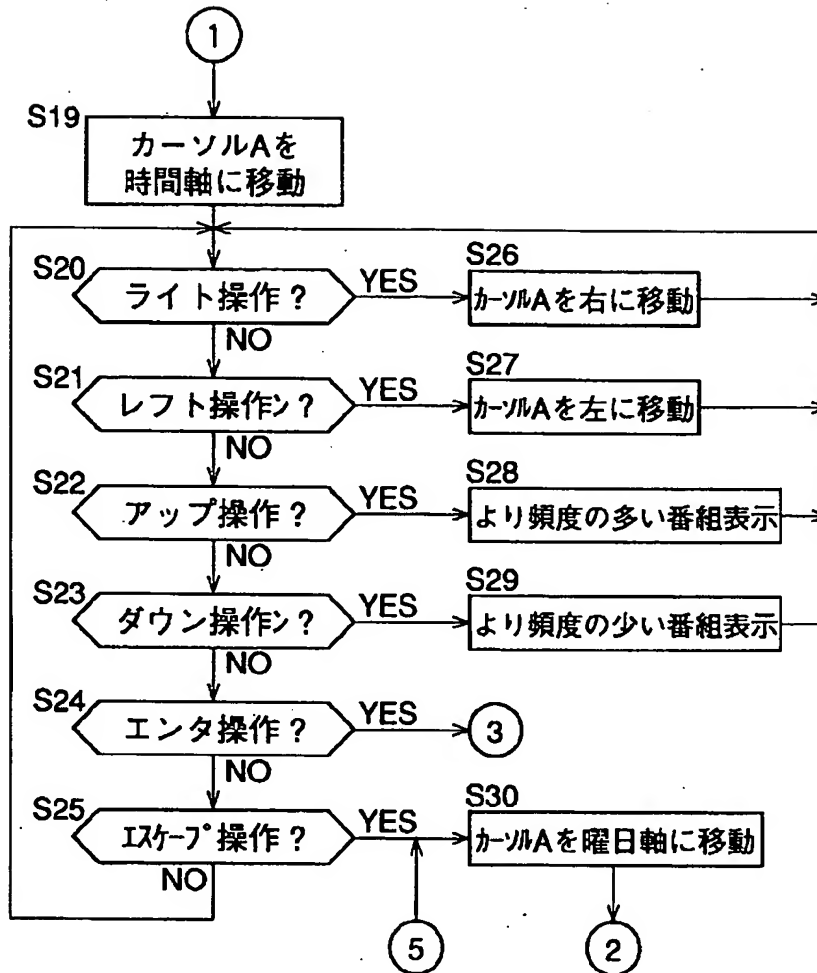 1
S19
カーソルAを
時間軸に移動
S20
ライト操作？
YES
S26
カーソルAを右に移動
NO
S21
レフト操作ン？
YES
S27
カーソルAを左に移動
NO
S22
アップ操作？
YES
S28
より頻度の多い番組表示
NO
S23
ダウン操作ン？
YES
S29
より頻度の少い番組表示
NO
S24
エンタ操作？
YES
3
NO
S25
エスケープ操作？
YES
S30
カーソルAを曜日軸に移動
NO
5
2